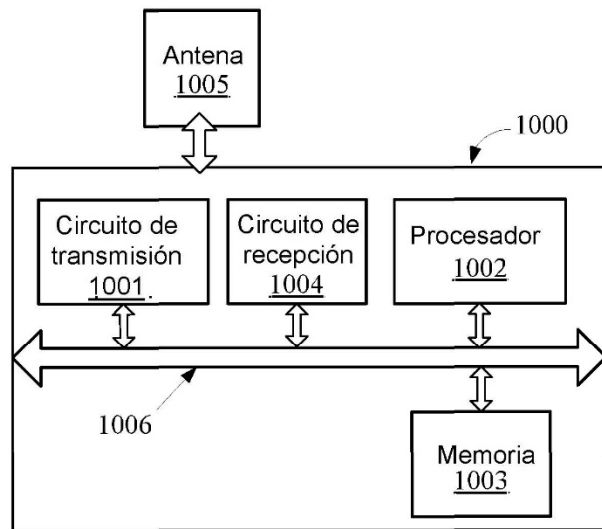 Antena
1005
1000
Circuito de
transmisión
1001
Circuito de
recepción
1004
Procesador
1002
1006
Memoria
1003